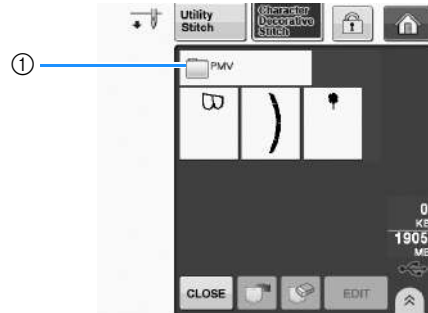 Utility
Stitch
Character
Decorative
Stitch
①
PMV
0
KB
1905
MB
CLOSE
EDIT